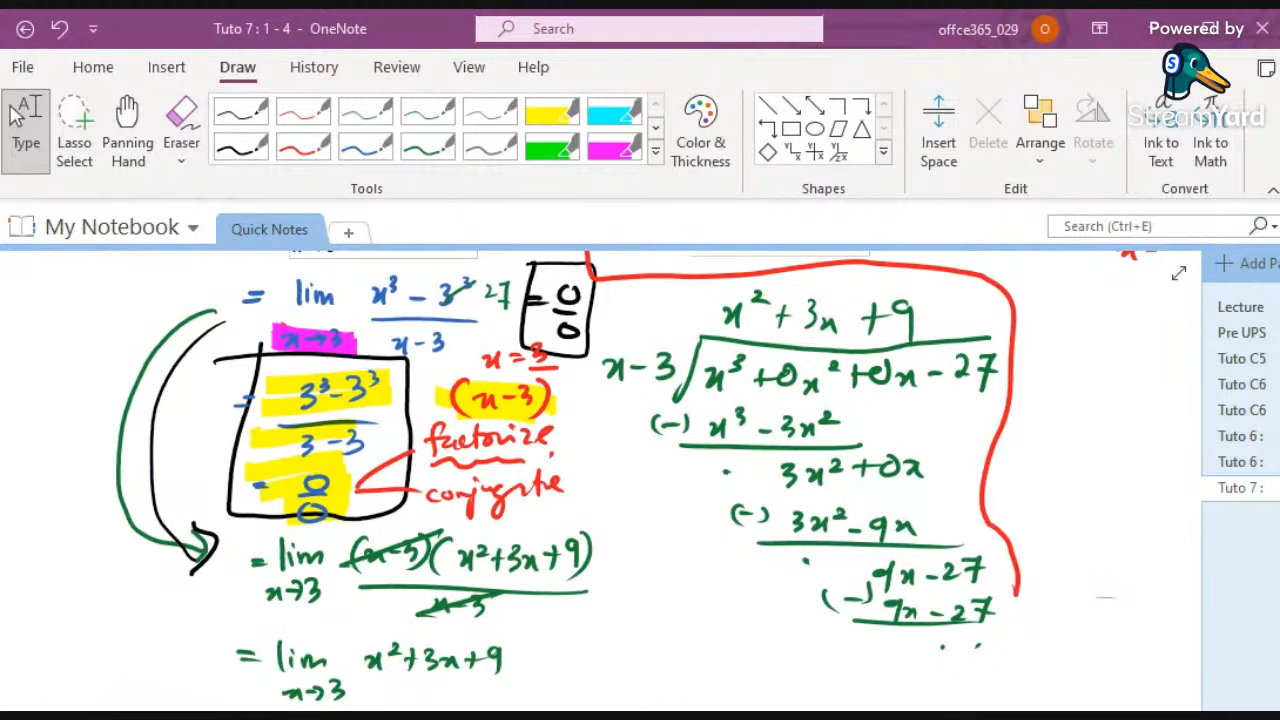 Tuto 7 : 1 - 4 - OneNote
Search
offce365_029
O
Powered by
StreamYard
File Home Insert Draw History Review View Help
Type
Lasso Select
Panning Hand
Eraser
Color & Thickness
Insert Space
Delete
Arrange
Rotate
Ink to Text
Ink to Math
Tools
Shapes
Edit
Convert
My Notebook
Quick Notes
Search (Ctrl+E)
Add Pa
Lecture
Pre UPS
Tuto C5
Tuto C6
Tuto C6
Tuto 6 :
Tuto 6 :
Tuto 7 :
= lim x→3 (x³ - 3³ 27)/(x - 3) = 0/0
x = 3
(x-3)
= (3³ - 3³)/(3 - 3)
= 0/0
factorize
conjugate
= lim x→3 (x-3)(x²+3x+9)/(x-3)
= lim x→3 x²+3x+9
x² + 3x + 9
x-3 √ x³ + 0x² + 0x - 27
(-) x³ - 3x²
3x² + 0x
(-) 3x² - 9x
9x - 27
(-) 9x - 27